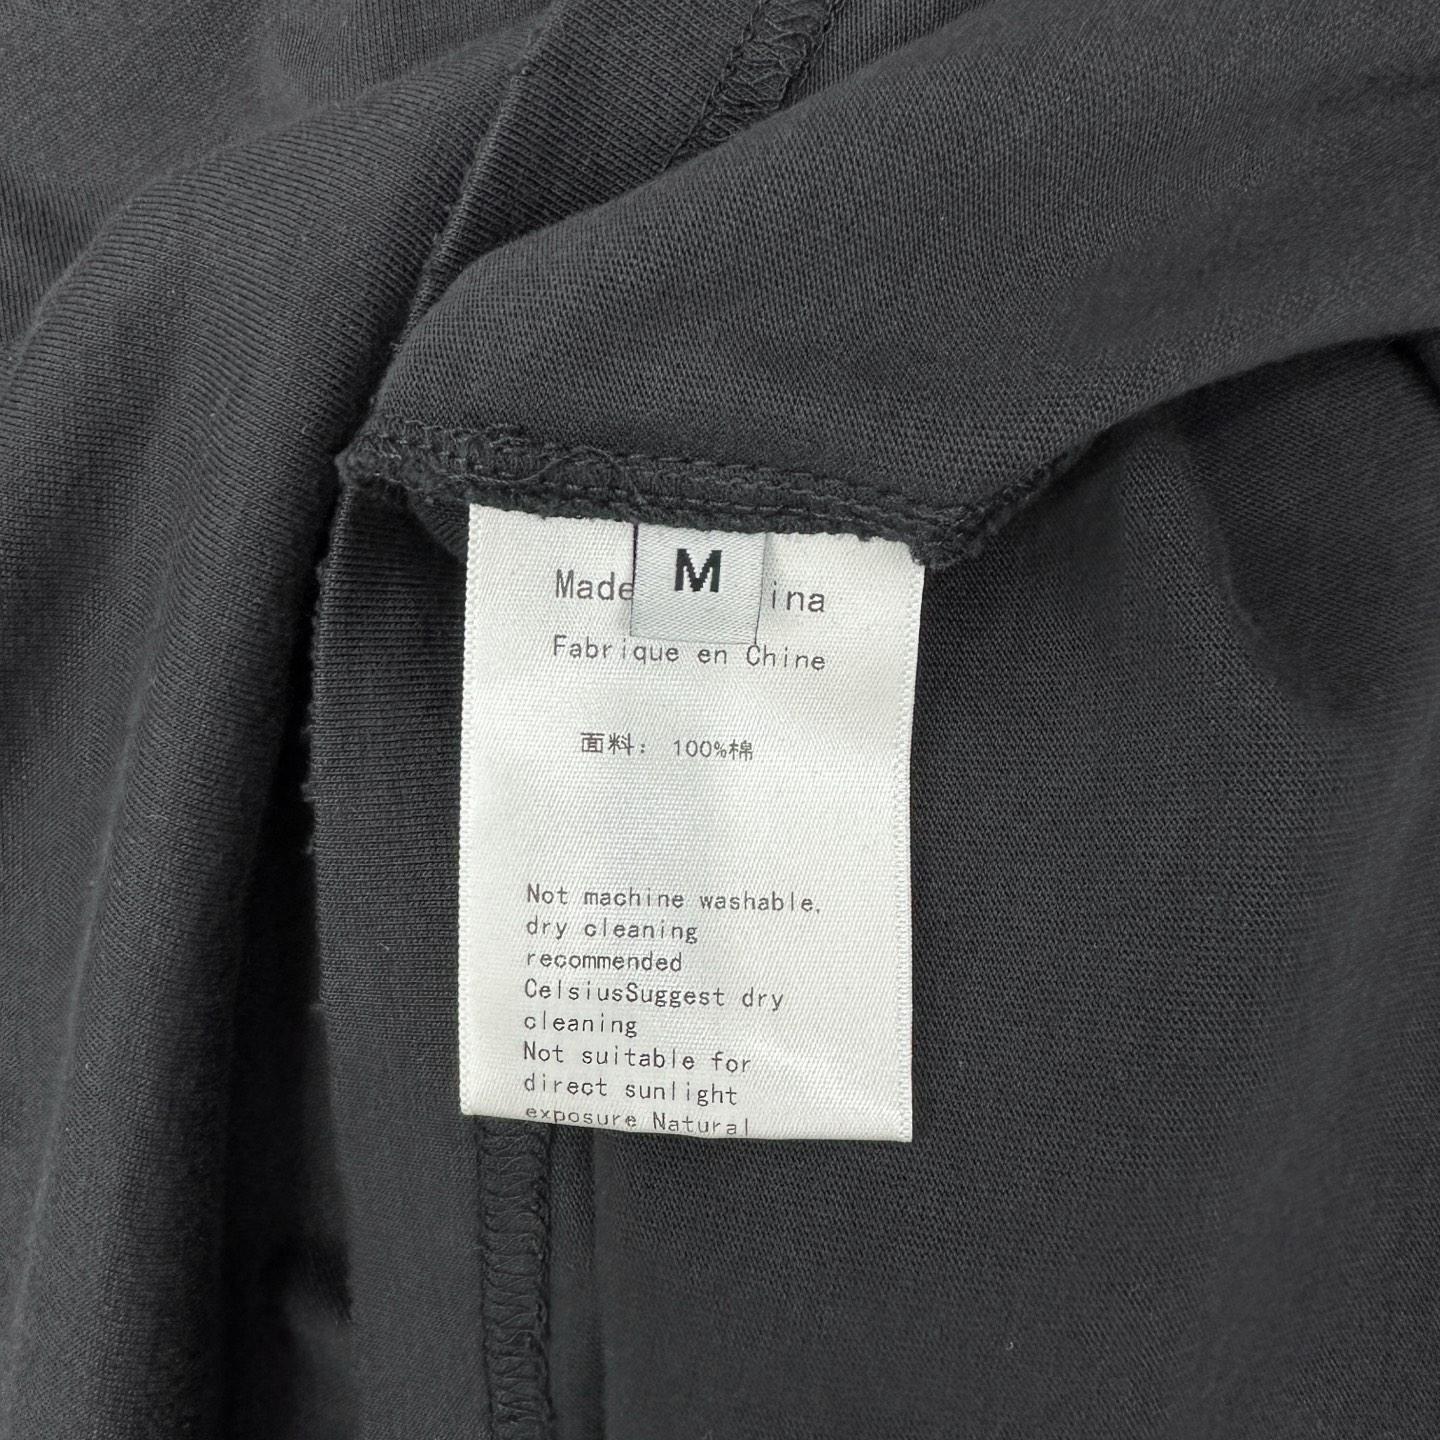 M
Made ina
Fabrique en Chine
面料： 100%棉
Not machine washable,
dry cleaning
recommended
CelsiusSuggest dry
cleaning
Not suitable for
direct sunlight
exposure Natural